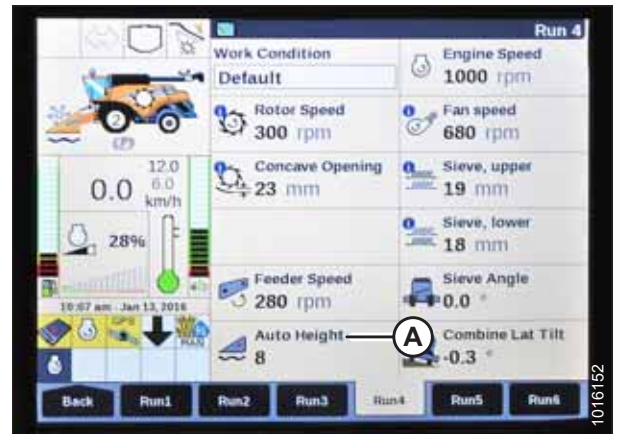 Run 4
Work Condition
Default
Engine Speed
1000 rpm
Rotor Speed
300 rpm
Fan speed
680 rpm
Concave Opening
23 mm
Sieve, upper
19 mm
Sieve, lower
18 mm
Feeder Speed
280 rpm
Sieve Angle
0.0 °
Auto Height
8
A
Combine Lat Tilt
-0.3 °
2
(P)
0.0
12.0
6.0
km/h
28%
10:07 am Jan 13, 2016
GPS
MAN
Back
Run1
Run2
Run3
Run4
Run5
Run6
1016152